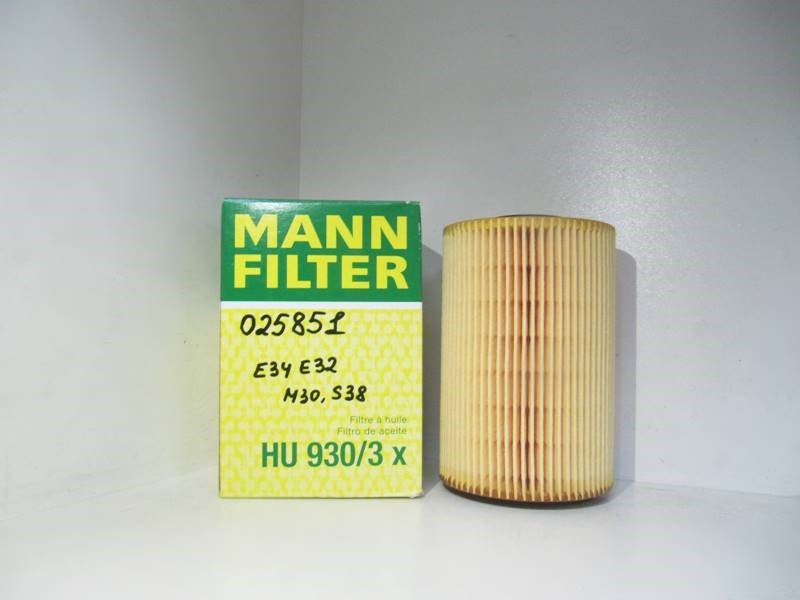 MANN
FILTER
025851
E34 E32
M30, S38
Filtre à huile
Filtro de aceite
HU 930/3 x